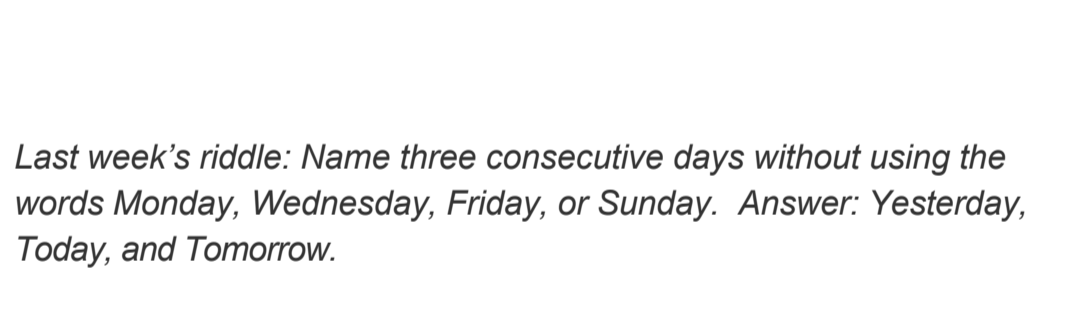 Last week’s riddle: Name three consecutive days without using the
words Monday, Wednesday, Friday, or Sunday.  Answer: Yesterday,
Today, and Tomorrow.